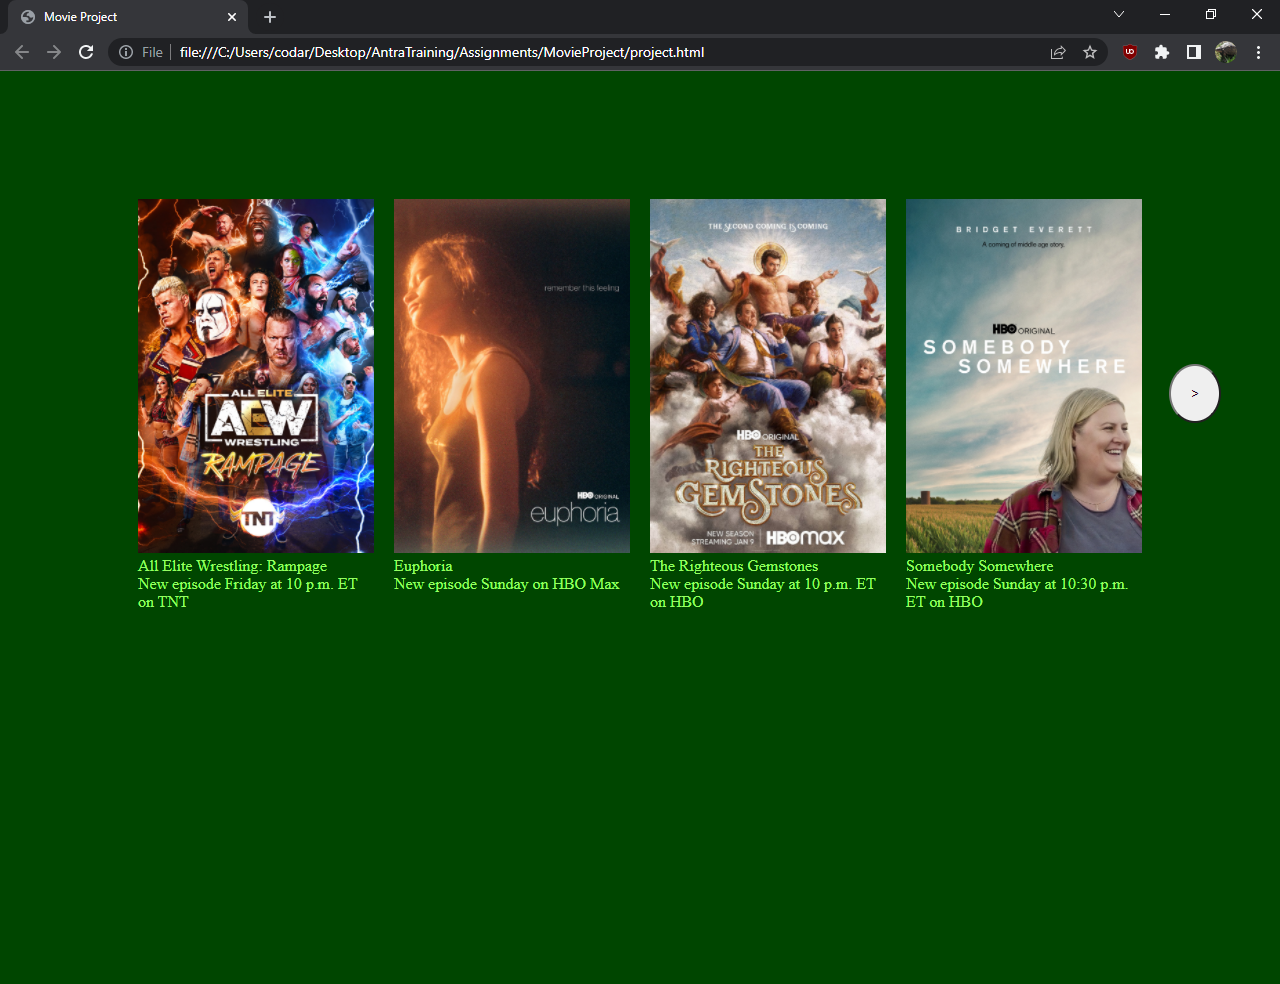 Movie Project
File
file:///C:/Users/codar/Desktop/AntraTraining/Assignments/MovieProject/project.html
ALL ELITE
AEW
WRESTLING
RAMPAGE
TNT
remember this feeling
HBO ORIGINAL
euphoria
THE SECOND COMING IS COMING
HBO ORIGINAL
THE
RIGHTEOUS
GEMSTONES
NEW SEASON
STREAMING JAN 9
HBOMAX
BRIDGET EVERETT
A coming of middle age story.
HBO ORIGINAL
SOMEBODY
SOMEWHERE
>
All Elite Wrestling: Rampage
New episode Friday at 10 p.m. ET
on TNT
Euphoria
New episode Sunday on HBO Max
The Righteous Gemstones
New episode Sunday at 10 p.m. ET
on HBO
Somebody Somewhere
New episode Sunday at 10:30 p.m.
ET on HBO